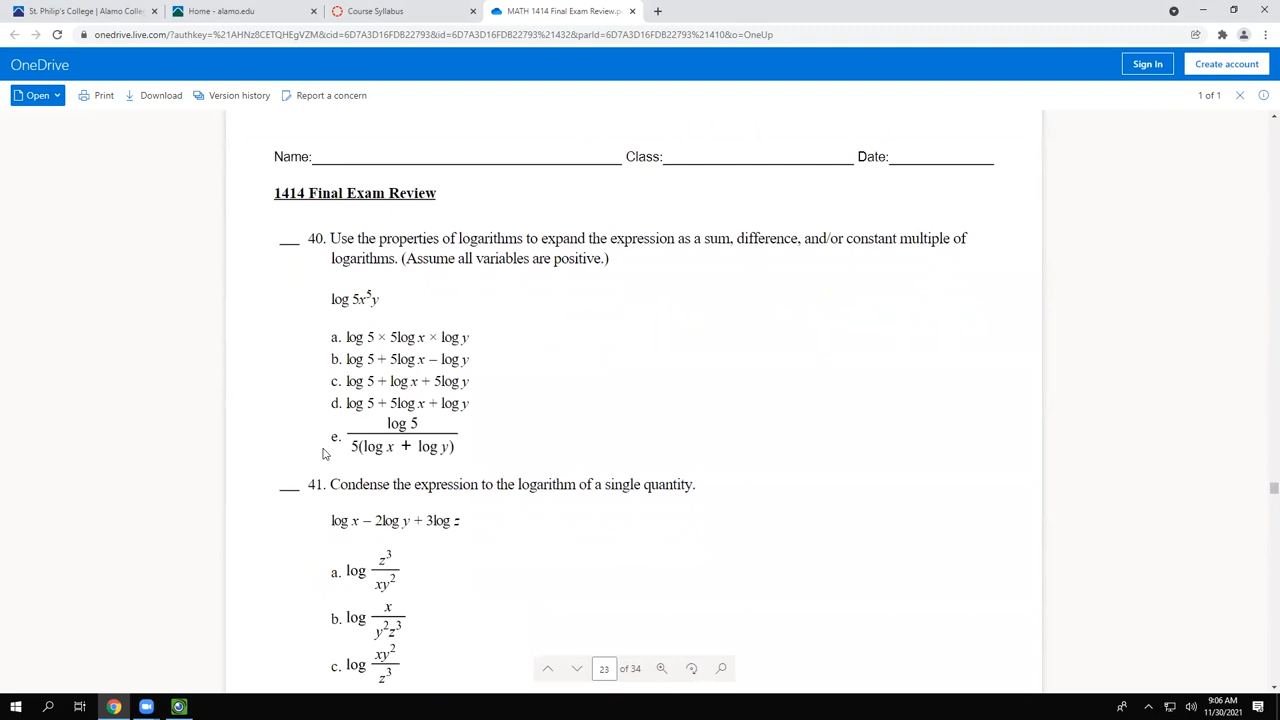 St. Philip's College | Alamo Colle
Home - alamo.edu
Course Syllabus
MATH 1414 Final Exam Review.p
onedrive.live.com/?authkey=%21AHNz8CETQHEgVZM&cid=6D7A3D16FDB22793&id=6D7A3D16FDB22793%21432&parId=6D7A3D16FDB22793%21410&o=OneUp
OneDrive
Sign In
Create account
Open
Print
Download
Version history
Report a concern
1 of 1
Name: Class: Date:
1414 Final Exam Review
40. Use the properties of logarithms to expand the expression as a sum, difference, and/or constant multiple of
logarithms. (Assume all variables are positive.)
log 5x⁵y
a. log 5 × 5log x × log y
b. log 5 + 5log x – log y
c. log 5 + log x + 5log y
d. log 5 + 5log x + log y
log 5
e.
5(log x + log y)
41. Condense the expression to the logarithm of a single quantity.
log x – 2log y + 3log z
z³
a. log
xy²
x
b. log
y²z³
xy²
c. log
z³
23 of 34
9:06 AM
11/30/2021